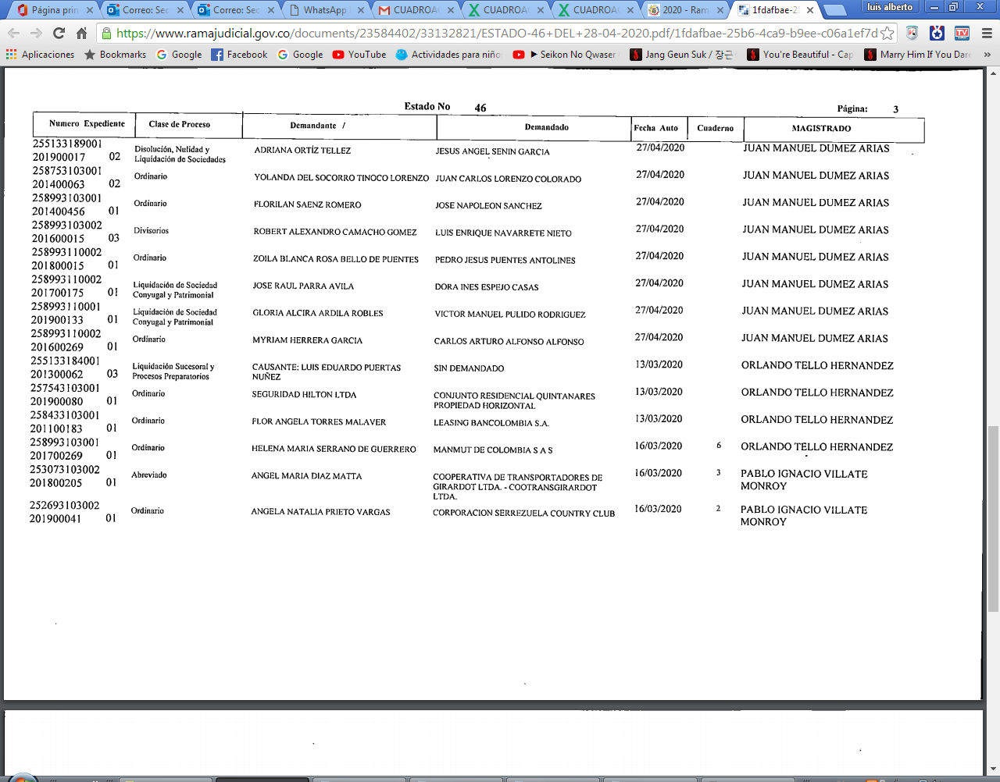 Página prin
Correo: Sec
Correo: Sec
WhatsApp
CUADROA
CUADROA
CUADROA
2020 - Ram
1fdafbae-25
luis alberto
https://www.ramajudicial.gov.co/documents/23584402/33132821/ESTADO-46+DEL+28-04-2020.pdf/1fdafbae-25b6-4ca9-b9ee-c06a1ef7d
Aplicaciones Bookmarks Google Facebook Google YouTube Actividades para niño ► Seikon No Qwaser Jang Geun Suk / 장근 You're Beautiful - Cap Marry Him If You Dare »
Estado No 46 Página: 3
Numero Expediente Clase de Proceso Demandante / Demandado Fecha Auto Cuaderno MAGISTRADO
255133189001
201900017 02 Disolución, Nulidad y ADRIANA ORTÍZ TELLEZ JESUS ANGEL SENIN GARCIA 27/04/2020 JUAN MANUEL DUMEZ ARIAS
Liquidación de Sociedades
258753103001
201400063 02 Ordinario YOLANDA DEL SOCORRO TINOCO LORENZO JUAN CARLOS LORENZO COLORADO 27/04/2020 JUAN MANUEL DUMEZ ARIAS
258993103001
201400456 01 Ordinario FLORILAN SAENZ ROMERO JOSE NAPOLEON SANCHEZ 27/04/2020 JUAN MANUEL DUMEZ ARIAS
258993103002
201600015 03 Divisorios ROBERT ALEXANDRO CAMACHO GOMEZ LUIS ENRIQUE NAVARRETE NIETO 27/04/2020 JUAN MANUEL DUMEZ ARIAS
258993110002
201800015 01 Ordinario ZOILA BLANCA ROSA BELLO DE PUENTES PEDRO JESUS PUENTES ANTOLINES 27/04/2020 JUAN MANUEL DUMEZ ARIAS
258993110002
201700175 01 Liquidación de Sociedad JOSE RAUL PARRA AVILA DORA INES ESPEJO CASAS 27/04/2020 JUAN MANUEL DUMEZ ARIAS
Conyugal y Patrimonial
258993110001
201900133 01 Liquidación de Sociedad GLORIA ALCIRA ARDILA ROBLES VICTOR MANUEL PULIDO RODRIGUEZ 27/04/2020 JUAN MANUEL DUMEZ ARIAS
Conyugal y Patrimonial
258993110002
201600269 01 Ordinario MYRIAM HERRERA GARCIA CARLOS ARTURO ALFONSO ALFONSO 27/04/2020 JUAN MANUEL DUMEZ ARIAS
255133184001
201300062 03 Liquidación Sucesoral y CAUSANTE: LUIS EDUARDO PUERTAS SIN DEMANDADO 13/03/2020 ORLANDO TELLO HERNANDEZ
Procesos Preparatorios NUÑEZ
257543103001
201900080 01 Ordinario SEGURIDAD HILTON LTDA CONJUNTO RESIDENCIAL QUINTANARES 13/03/2020 ORLANDO TELLO HERNANDEZ
PROPIEDAD HORIZONTAL
258433103001
201100183 01 Ordinario FLOR ANGELA TORRES MALAVER LEASING BANCOLOMBIA S.A. 13/03/2020 ORLANDO TELLO HERNANDEZ
258993103001
201700269 01 Ordinario HELENA MARIA SERRANO DE GUERRERO MANMUT DE COLOMBIA S A S 16/03/2020 6 ORLANDO TELLO HERNANDEZ
253073103002
201800205 01 Abreviado ANGEL MARIA DIAZ MATTA COOPERATIVA DE TRANSPORTADORES DE 16/03/2020 3 PABLO IGNACIO VILLATE
GIRARDOT LTDA. - COOTRANSGIRARDOT MONROY
LTDA.
252693103002
201900041 01 Ordinario ANGELA NATALIA PRIETO VARGAS CORPORACION SERREZUELA COUNTRY CLUB 16/03/2020 2 PABLO IGNACIO VILLATE
MONROY